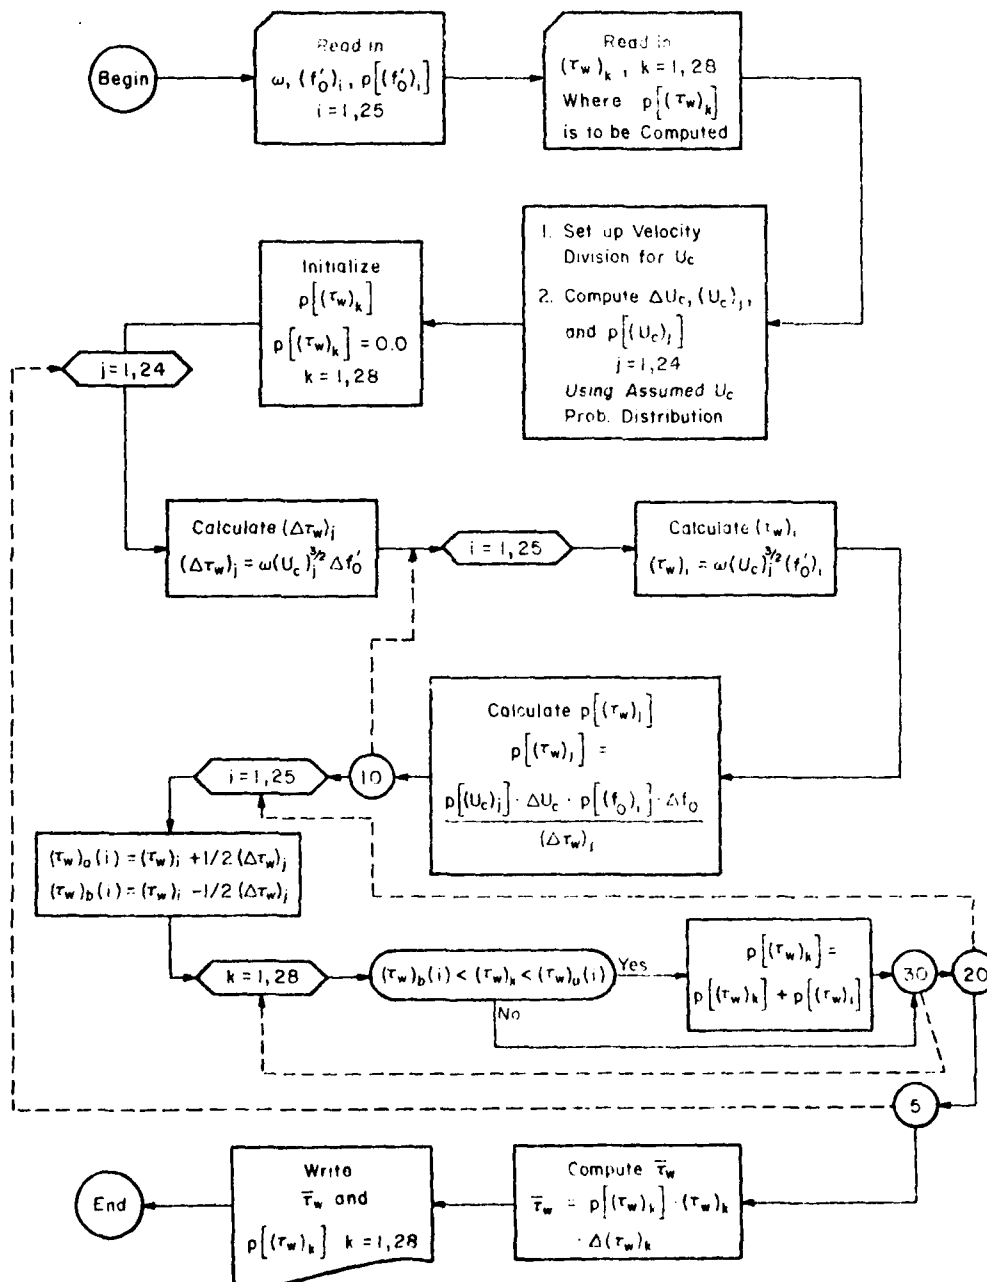 Begin
Read in
ω, (f₀′)ᵢ, p[(f₀′)ᵢ]
i = 1,25
Read in
(τw)k , k = 1, 28
Where p[(τw)k]
is to be Computed
1. Set up Velocity
Division for Uc
2. Compute ΔUc, (Uc)j,
and p[(Uc)j]
j = 1,24
Using Assumed Uc
Prob. Distribution
Initialize
p[(τw)k]
p[(τw)k] = 0.0
k = 1, 28
j = 1, 24
Calculate (Δτw)j
(Δτw)j = ω(Uc)j^3/2 Δf₀′
i = 1, 25
Calculate (τw)ᵢ
(τw)ᵢ = ω(Uc)j^3/2 (f₀′)ᵢ
Calculate p[(τw)j]
p[(τw)j] =
p[(Uc)j] · ΔUc · p[(f₀)ᵢ] · Δf₀
(Δτw)j
10
i = 1, 25
(τw)a(i) = (τw)i + 1/2 (Δτw)j
(τw)b(i) = (τw)i - 1/2 (Δτw)j
k = 1, 28
(τw)b(i) < (τw)k < (τw)a(i)
Yes
No
p[(τw)k] =
p[(τw)k] + p[(τw)i]
30
20
5
Compute τ̄w
τ̄w = p[(τw)k] · (τw)k
· Δ(τw)k
Write
τ̄w and
p[(τw)k] k = 1, 28
End